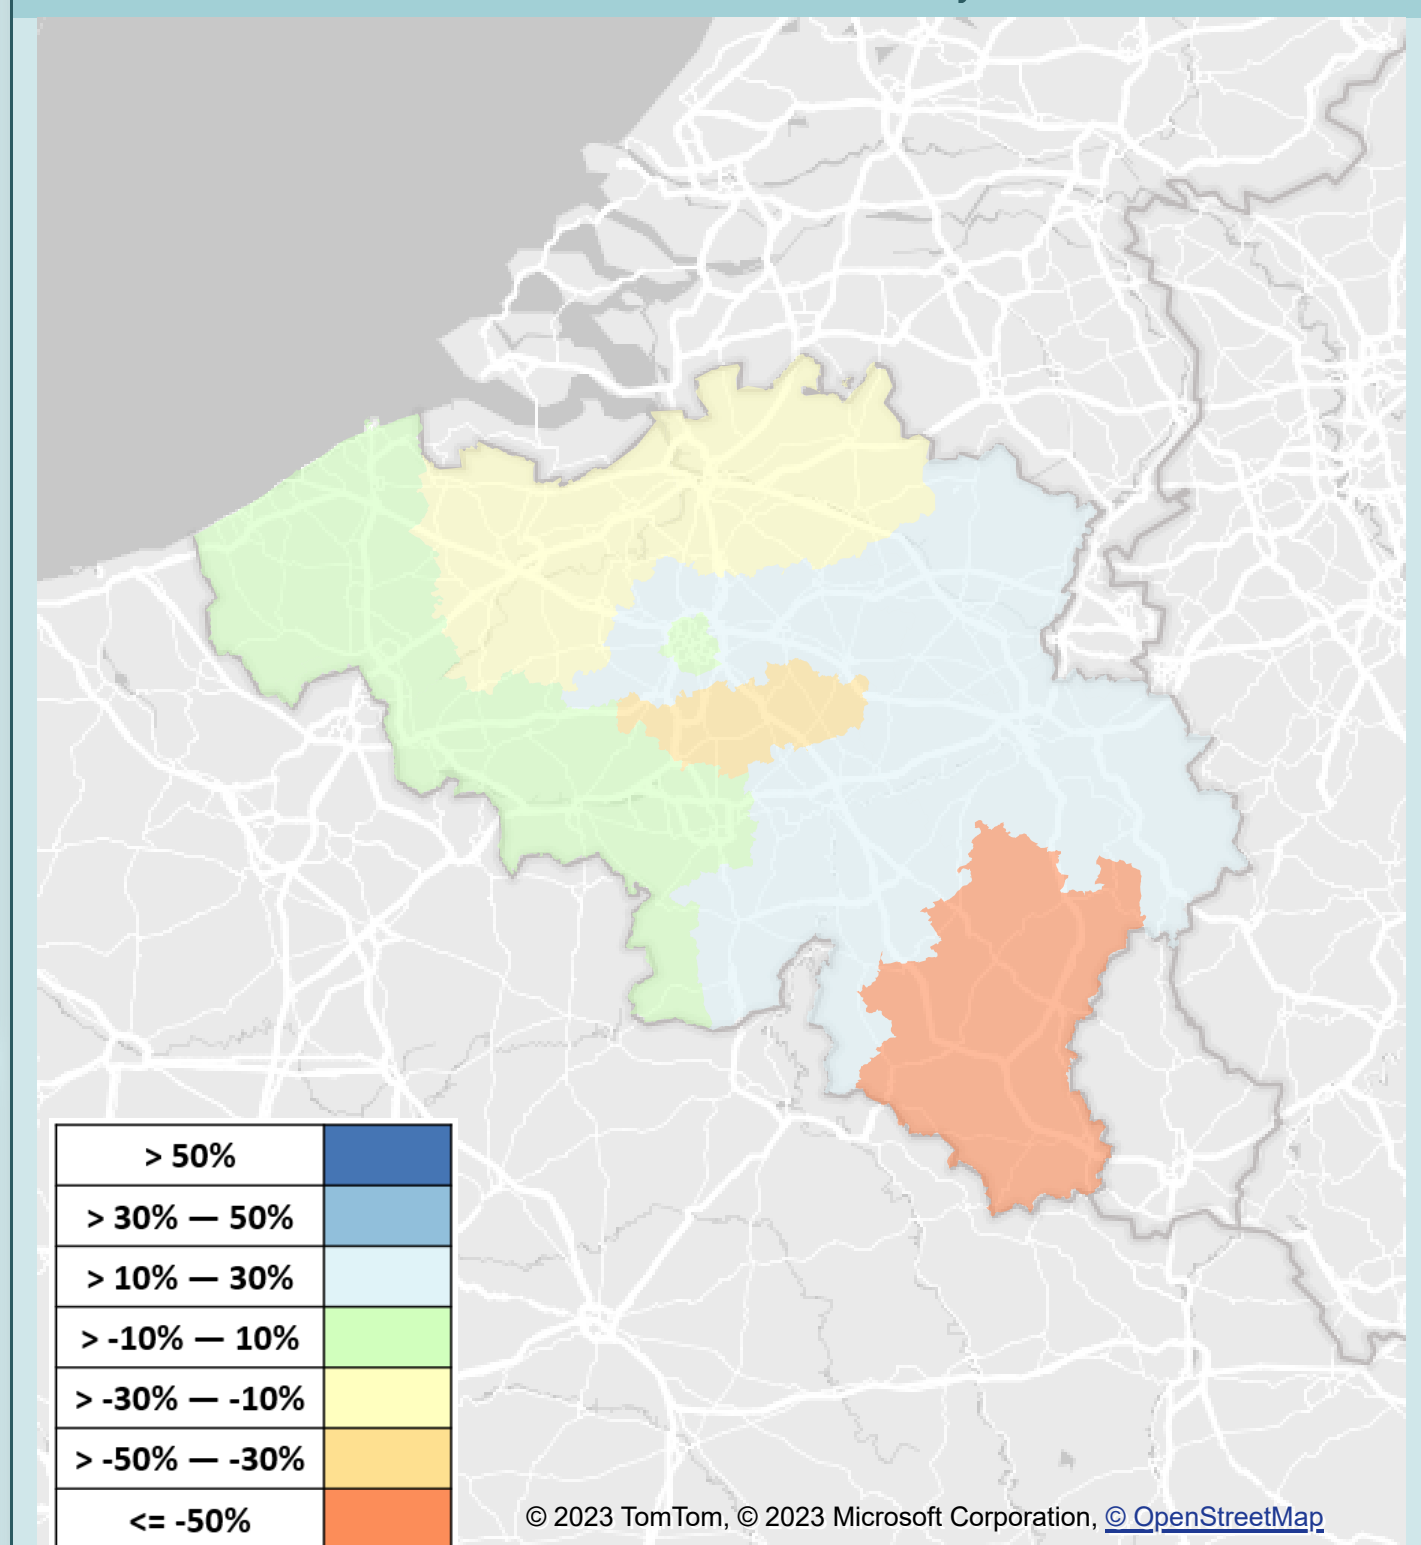 > 50%
> 30% — 50%
> 10% — 30%
> -10% — 10%
> -30% — -10%
> -50% — -30%
<= -50%
© 2023 TomTom, © 2023 Microsoft Corporation, © OpenStreetMap